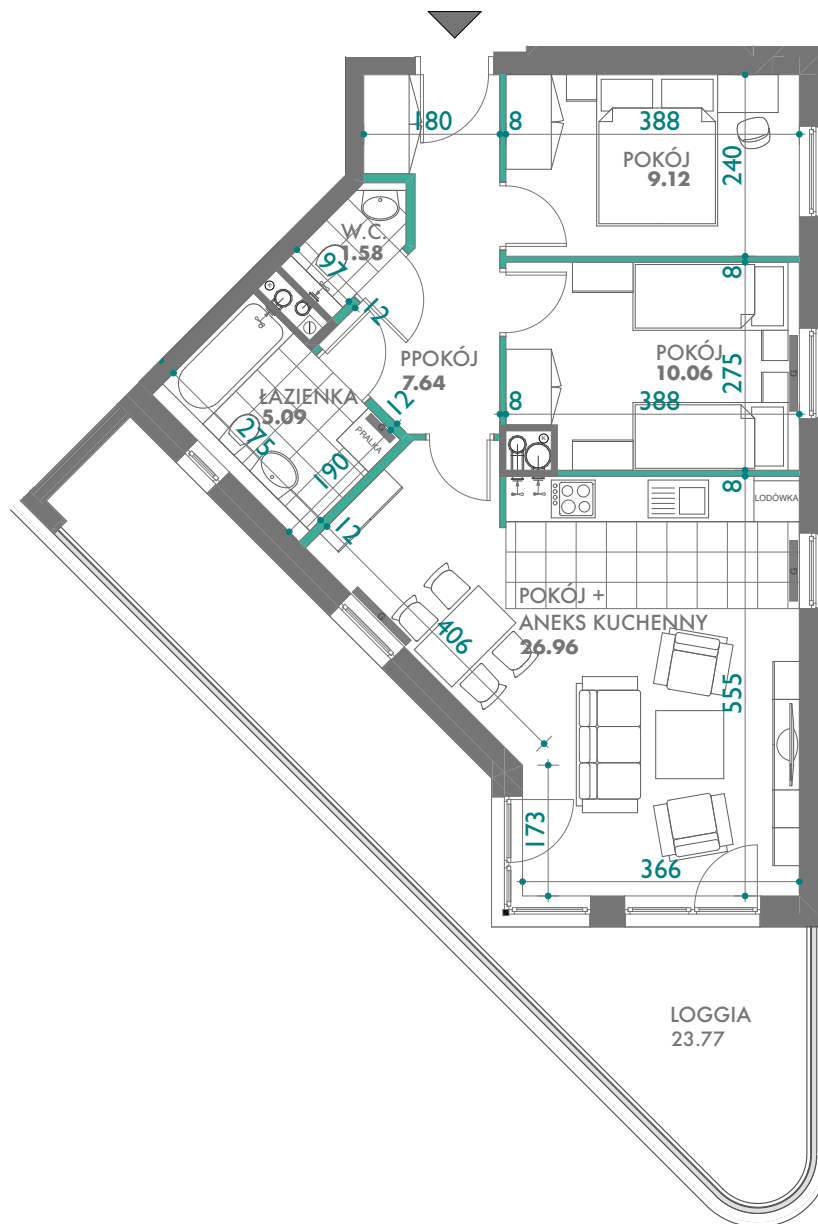 180
8
388
POKÓJ
9.12
240
W.C.
1.58
97
12
8
PPOKÓJ
7.64
POKÓJ
10.06
275
G
8
388
ŁAZIENKA
5.09
12
G
PRALKA
275
190
12
8
LODÓWKA
G
POKÓJ +
ANEKS KUCHENNY
26.96
G
406
555
173
366
LOGGIA
23.77